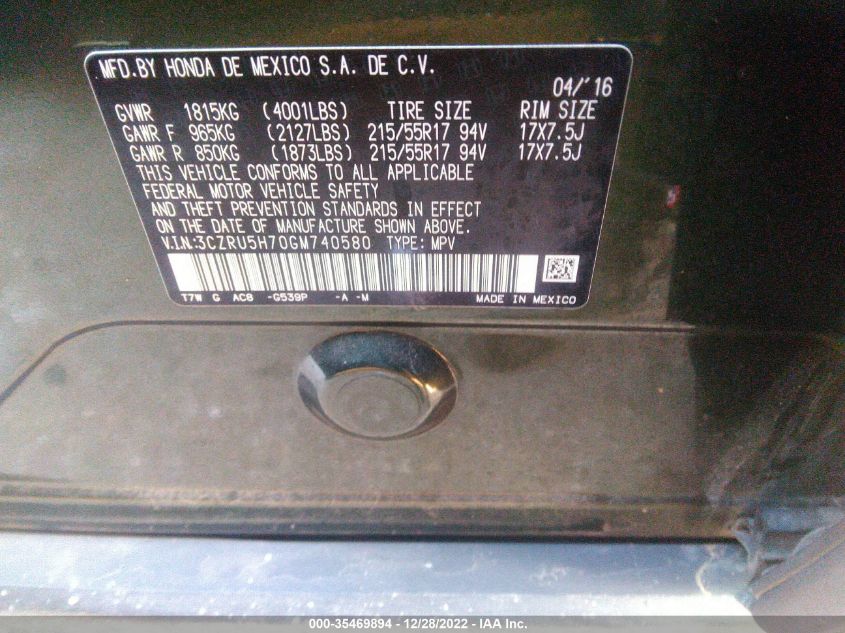 MFD.BY HONDA DE MEXICO S.A. DE C.V.
04/'16
GVWR 1815KG (4001LBS) TIRE SIZE RIM SIZE
GAWR F 965KG (2127LBS) 215/55R17 94V 17X7.5J
GAWR R 850KG (1873LBS) 215/55R17 94V 17X7.5J
THIS VEHICLE CONFORMS TO ALL APPLICABLE
FEDERAL MOTOR VEHICLE SAFETY
AND THEFT PREVENTION STANDARDS IN EFFECT
ON THE DATE OF MANUFACTURE SHOWN ABOVE.
V.I.N:3CZRU5H70GM740580 TYPE: MPV
T7W G AC8 -G539P -A -M MADE IN MEXICO
000-35469894 - 12/28/2022 - IAA Inc.